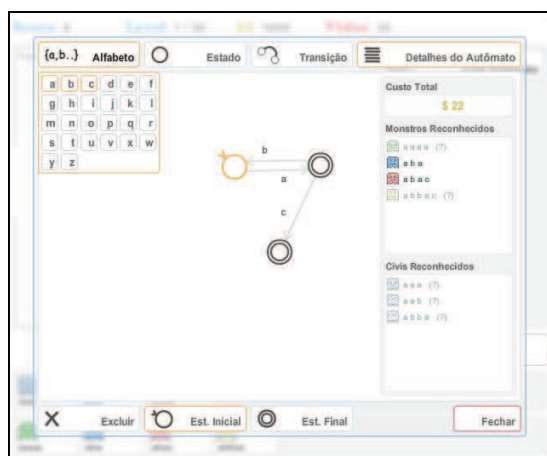 {a,b..} Alfabeto Estado Transição Detalhes do Autômato
a b c d e f
g h i j k l
m n o p q r
s t u v x w
y z
b
a
c
Custo Total
$ 22
Monstros Reconhecidos
a a a a (?)
a b a
a b a c
a b b a c (?)
Civis Reconhecidos
a a a (?)
a a b (?)
a b b a (?)
Excluir Est. Inicial Est. Final Fechar